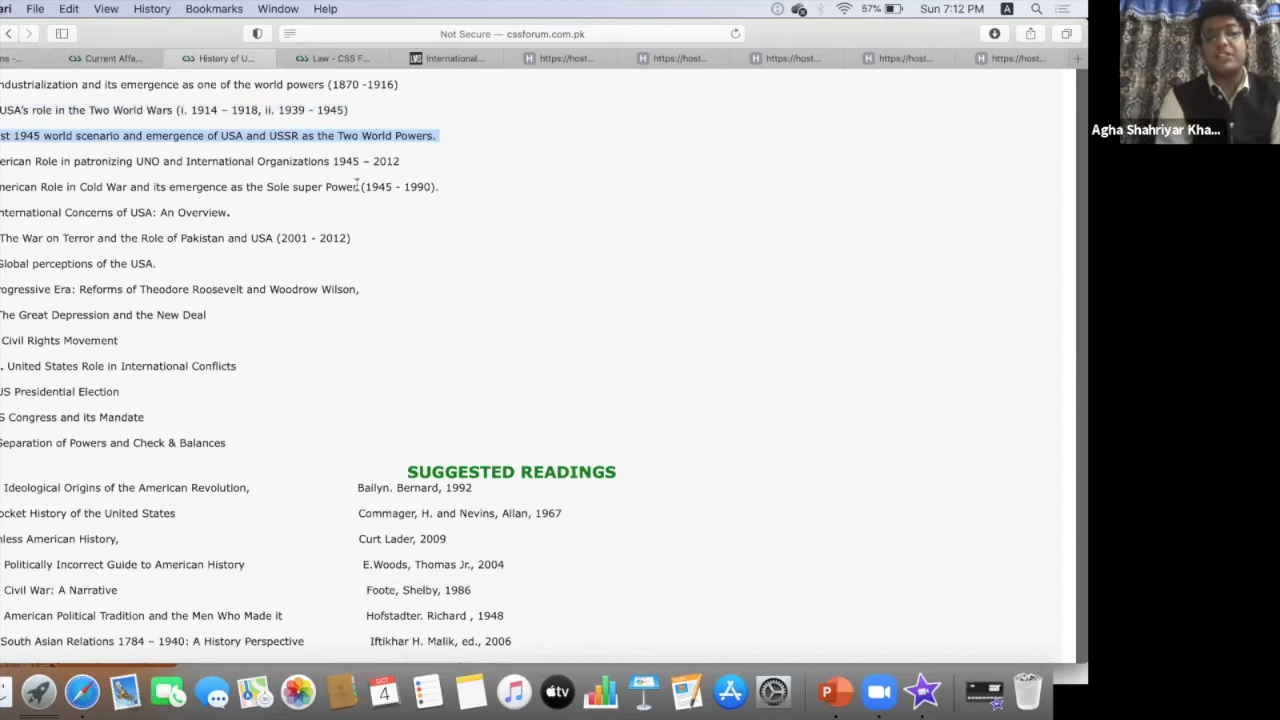 ari File Edit View History Bookmarks Window Help 57% Sun 7:12 PM A
Not Secure — cssforum.com.pk
ns -... Current Affa... History of U... Law - CSS F... LMS International... H https://host... H https://host... H https://host... H https://host... H https://host...
ndustrialization and its emergence as one of the world powers (1870 -1916)
USA's role in the Two World Wars (i. 1914 – 1918, ii. 1939 - 1945)
st 1945 world scenario and emergence of USA and USSR as the Two World Powers.
erican Role in patronizing UNO and International Organizations 1945 – 2012
merican Role in Cold War and its emergence as the Sole super Power (1945 - 1990).
nternational Concerns of USA: An Overview.
The War on Terror and the Role of Pakistan and USA (2001 - 2012)
Global perceptions of the USA.
rogressive Era: Reforms of Theodore Roosevelt and Woodrow Wilson,
The Great Depression and the New Deal
Civil Rights Movement
. United States Role in International Conflicts
US Presidential Election
S Congress and its Mandate
Separation of Powers and Check & Balances
SUGGESTED READINGS
Ideological Origins of the American Revolution, Bailyn. Bernard, 1992
ocket History of the United States Commager, H. and Nevins, Allan, 1967
nless American History, Curt Lader, 2009
Politically Incorrect Guide to American History E.Woods, Thomas Jr., 2004
Civil War: A Narrative Foote, Shelby, 1986
American Political Tradition and the Men Who Made it Hofstadter. Richard , 1948
South Asian Relations 1784 – 1940: A History Perspective Iftikhar H. Malik, ed., 2006
Agha Shahriyar Kha...
OCT
4
tv
P